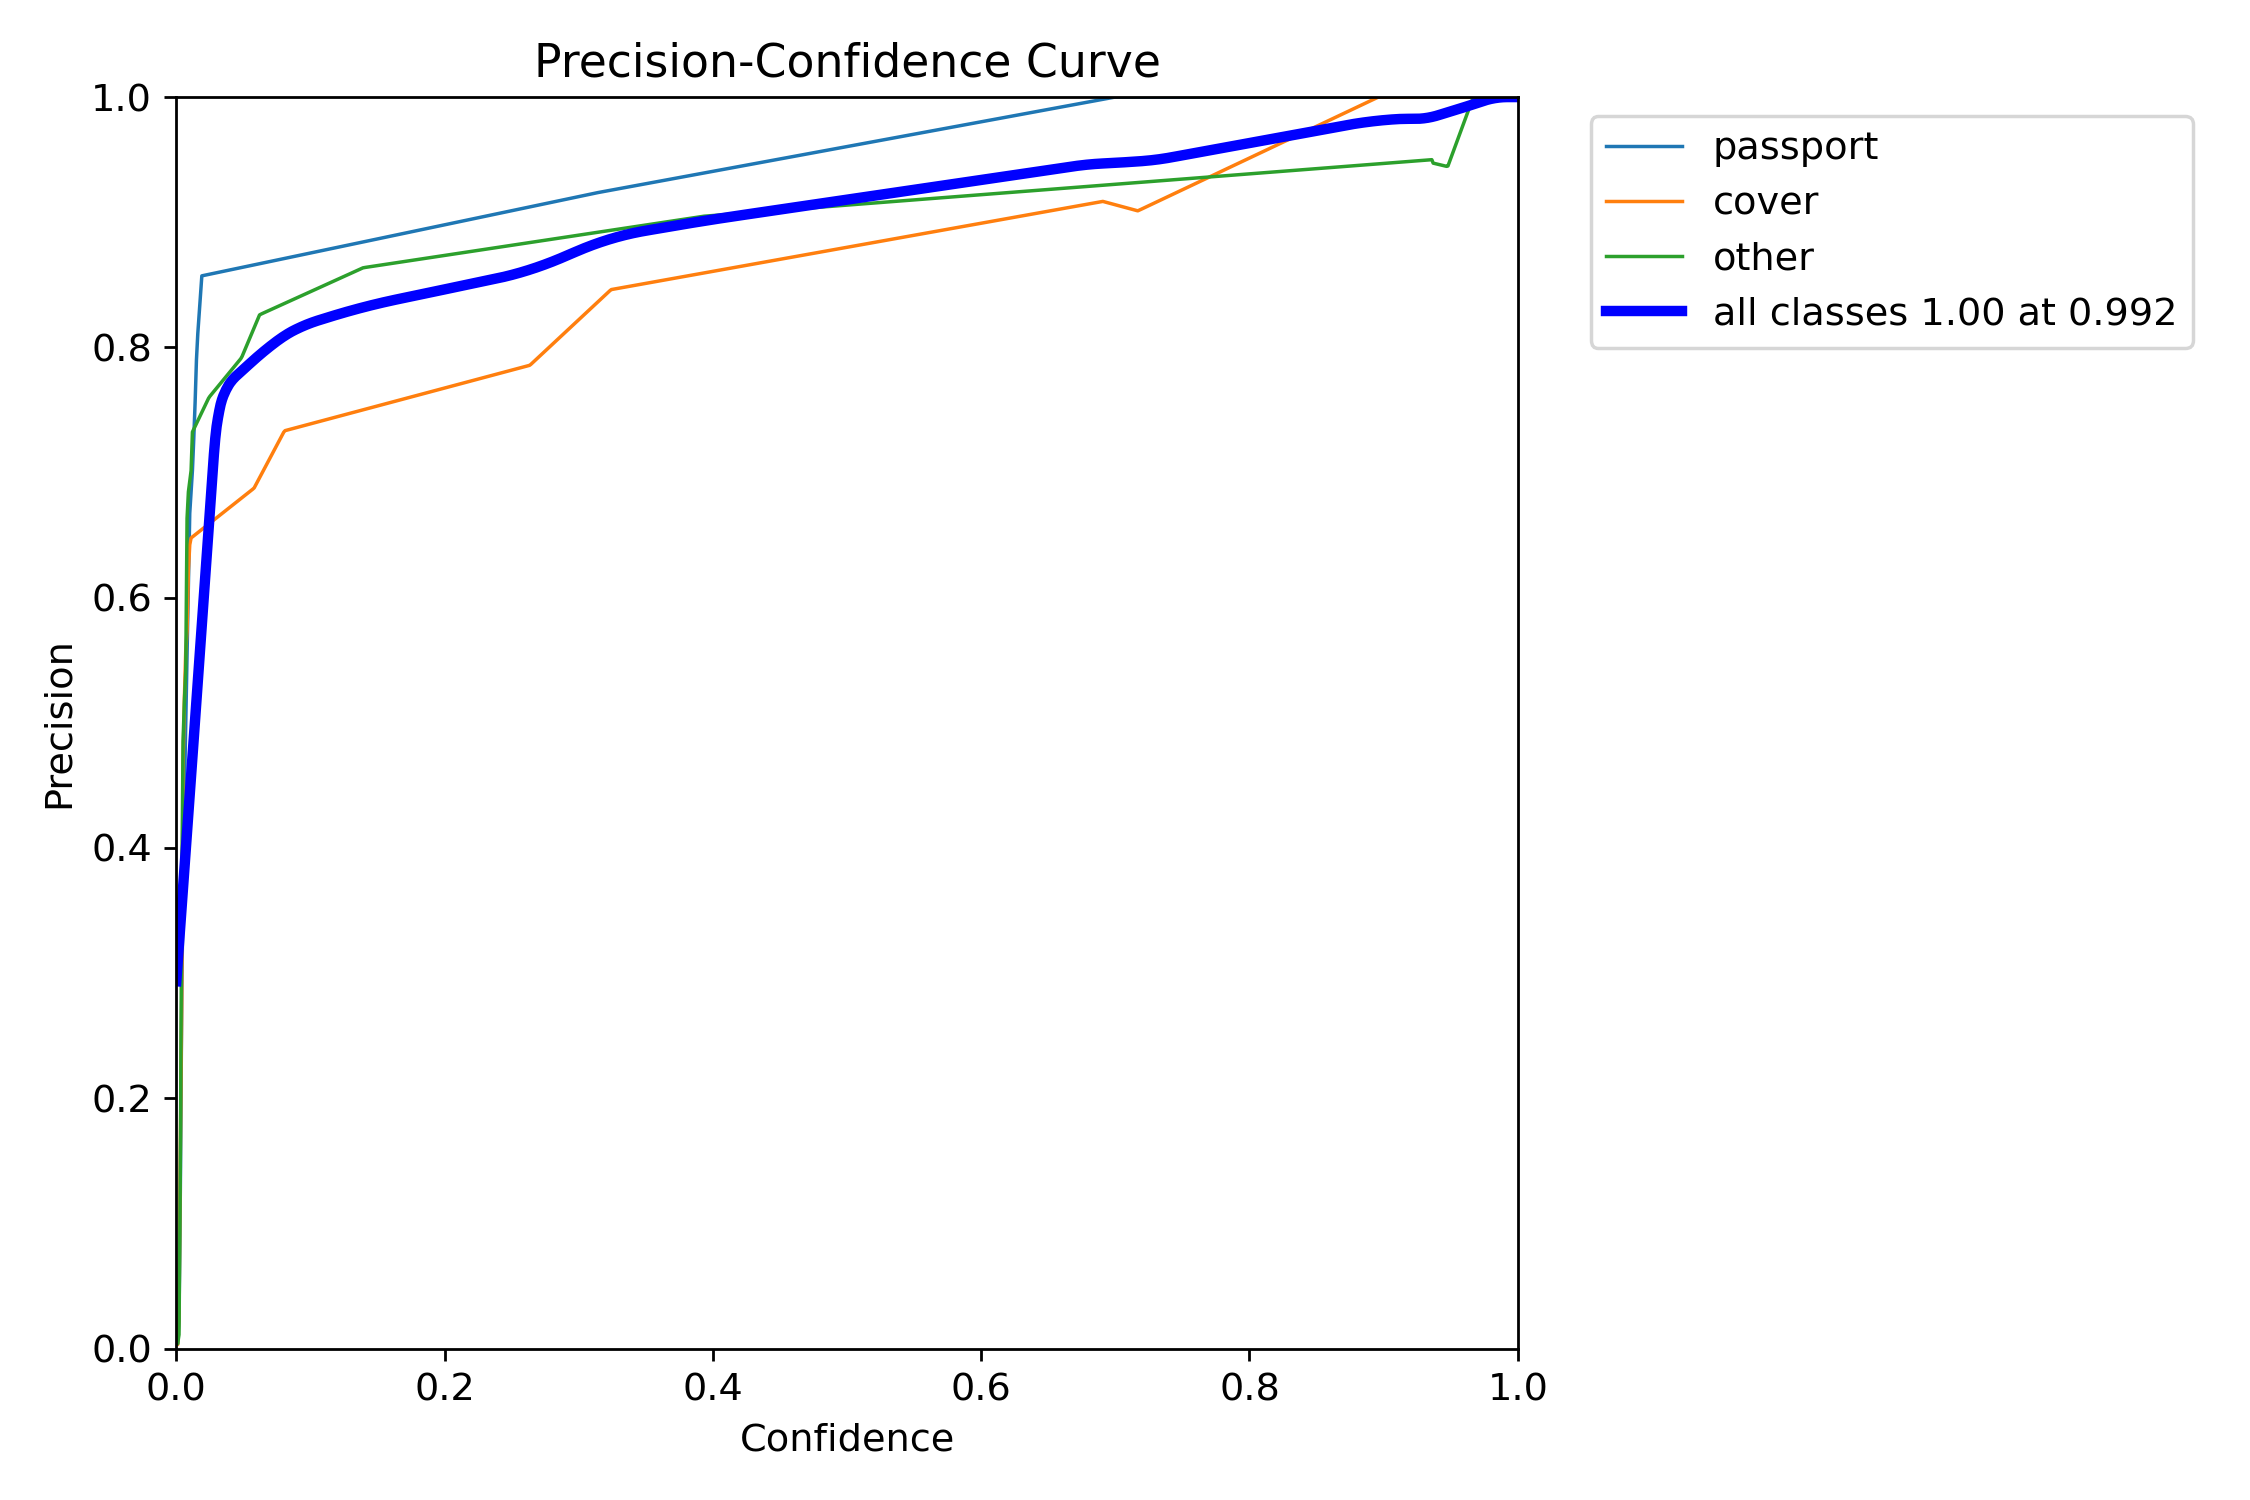 Precision-Confidence Curve
1.0
0.8
0.6
0.4
0.2
0.0
Precision
0.0 0.2 0.4 0.6 0.8 1.0
Confidence
passport
cover
other
all classes 1.00 at 0.992